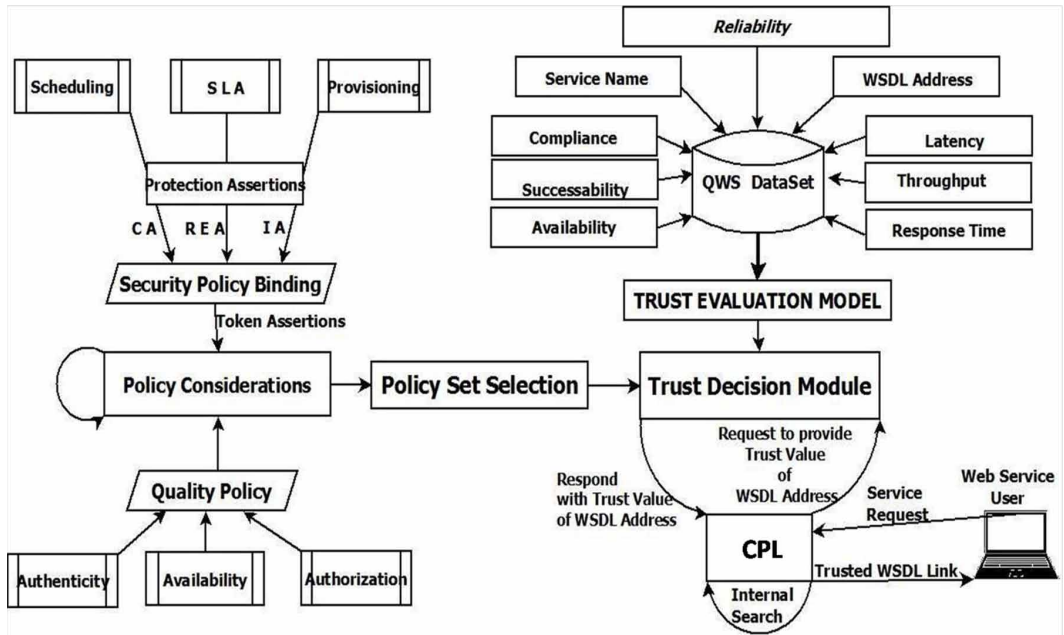 Reliability
Scheduling
S L A
Provisioning
Service Name
WSDL Address
Compliance
Latency
Protection Assertions
QWS DataSet
Successability
Throughput
C A
R E A
I A
Availability
Response Time
Security Policy Binding
TRUST EVALUATION MODEL
Token Assertions
Policy Considerations
Policy Set Selection
Trust Decision Module
Request to provide
Trust Value
of
WSDL Address
Respond
with Trust Value
of WSDL Address
Quality Policy
Service
Request
Web Service
User
CPL
Authenticity
Availability
Authorization
Trusted WSDL Link
Internal
Search